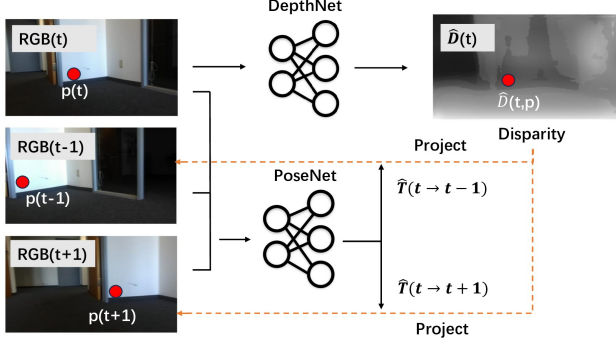 DepthNet
RGB(t)
p(t)
D̂(t)
D̂(t,p)
Disparity
RGB(t-1)
p(t-1)
Project
PoseNet
T̂(t → t − 1)
RGB(t+1)
p(t+1)
T̂(t → t + 1)
Project